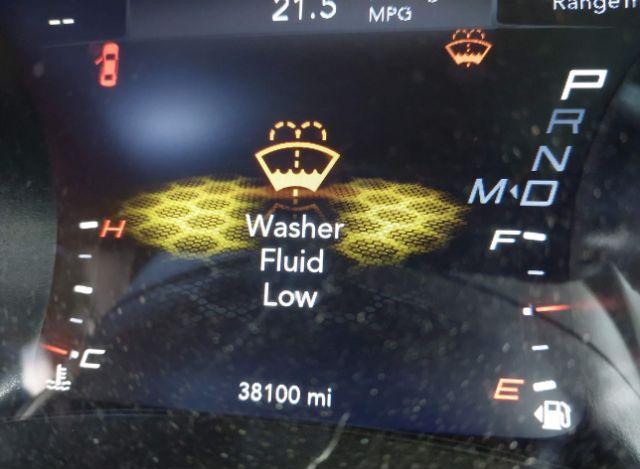 --
21.5 MPG
P
R
N
M D
H
F
Washer
Fluid
Low
C
E
38100 mi